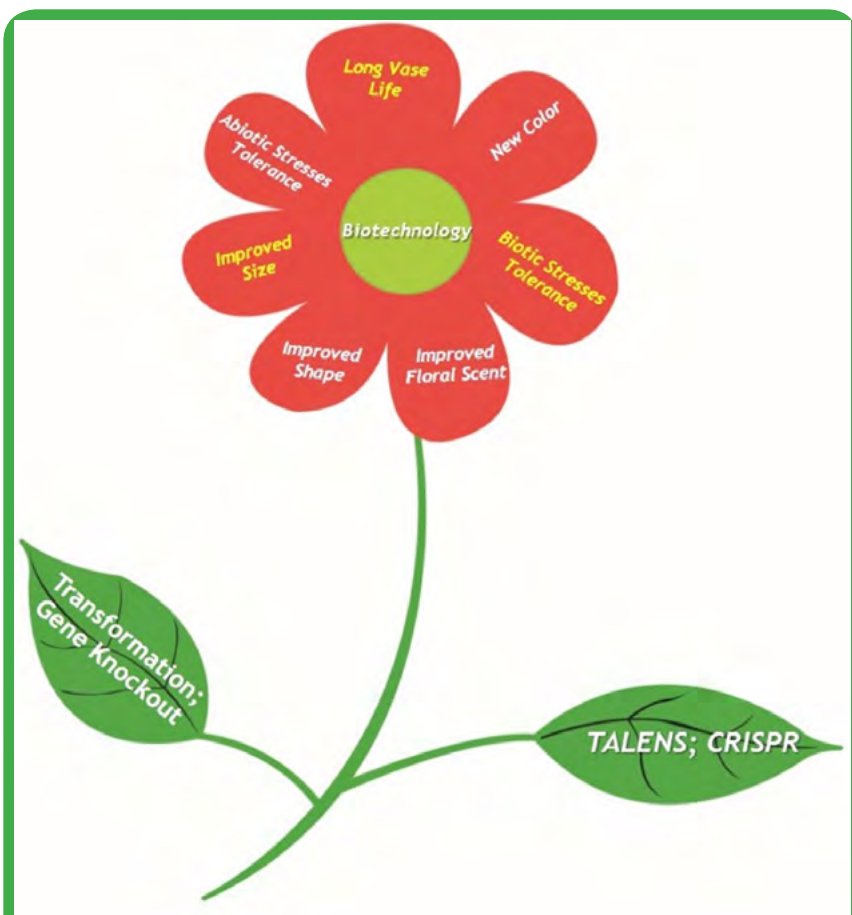 Long Vase
Life
New Color
Abiotic Stresses
Tolerance
Biotechnology
Improved
Size
Biotic Stresses
Tolerance
Improved
Shape
Improved
Floral Scent
Transformation;
Gene Knockout
TALENS; CRISPR